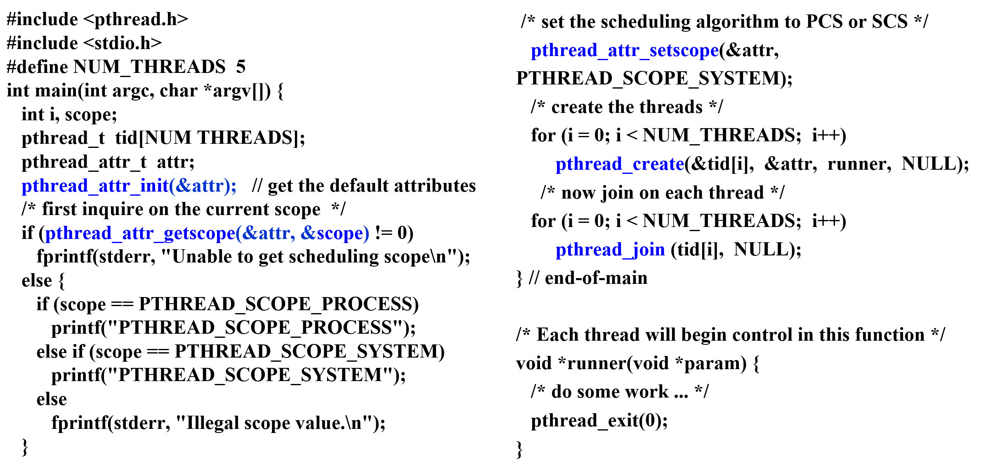 #include <pthread.h>
#include <stdio.h>
#define NUM_THREADS  5
int main(int argc, char *argv[]) {
   int i, scope;
   pthread_t  tid[NUM THREADS];
   pthread_attr_t  attr;
   pthread_attr_init(&attr);   // get the default attributes
   /* first inquire on the current scope  */
   if (pthread_attr_getscope(&attr, &scope) != 0)
      fprintf(stderr, "Unable to get scheduling scope\n");
   else {
      if (scope == PTHREAD_SCOPE_PROCESS)
         printf("PTHREAD_SCOPE_PROCESS");
      else if (scope == PTHREAD_SCOPE_SYSTEM)
         printf("PTHREAD_SCOPE_SYSTEM");
      else
         fprintf(stderr, "Illegal scope value.\n");
   }
 /* set the scheduling algorithm to PCS or SCS */
   pthread_attr_setscope(&attr,
PTHREAD_SCOPE_SYSTEM);
   /* create the threads */
   for (i = 0; i < NUM_THREADS;  i++)
        pthread_create(&tid[i],  &attr,  runner,  NULL);
     /* now join on each thread */
   for (i = 0; i < NUM_THREADS;  i++)
        pthread_join (tid[i],  NULL);
} // end-of-main
/* Each thread will begin control in this function */
void *runner(void *param) {
   /* do some work ... */
   pthread_exit(0);
}